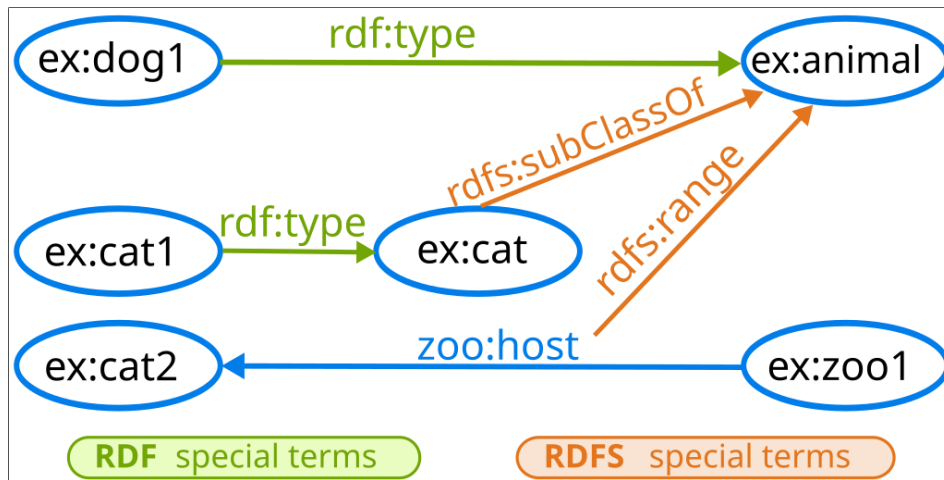 rdf:type
ex:dog1
ex:animal
rdfs:subClassOf
rdfs:range
rdf:type
ex:cat1
ex:cat
zoo:host
ex:cat2
ex:zoo1
RDF special terms
RDFS special terms